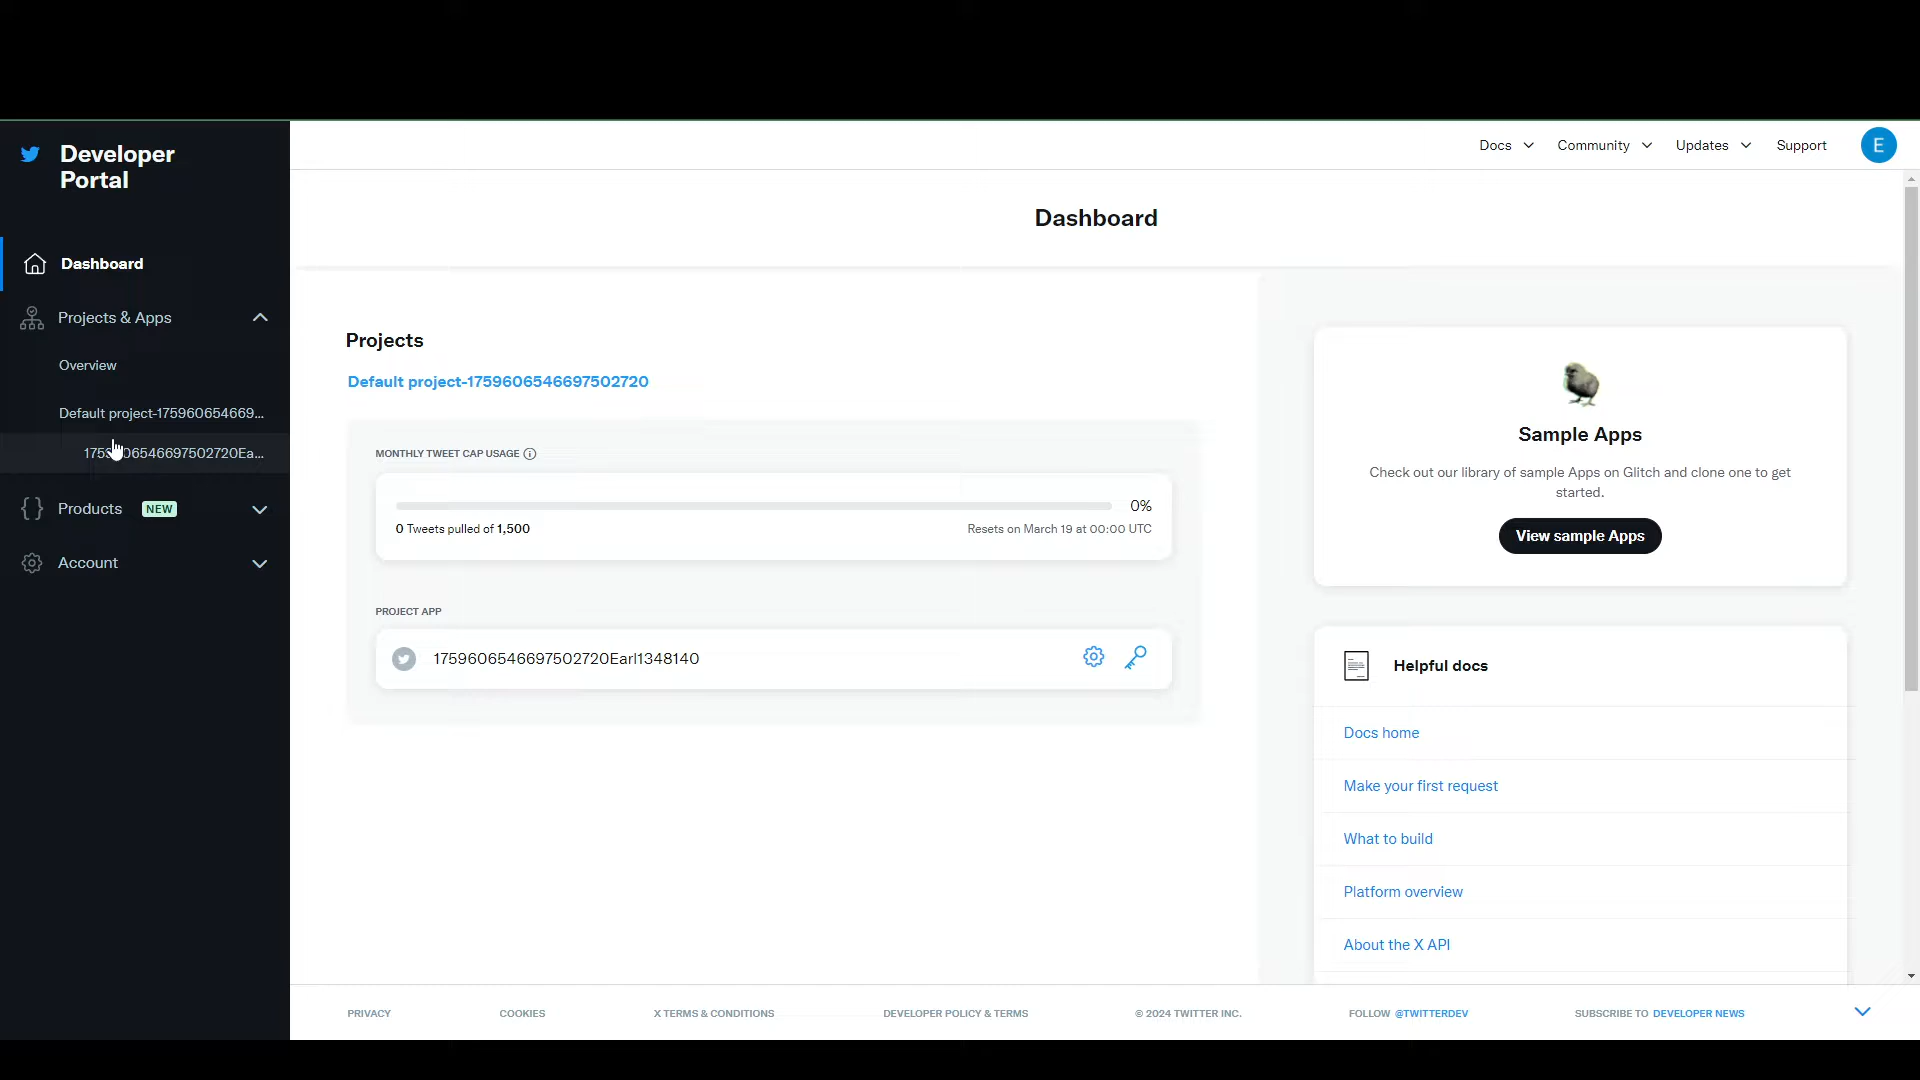 Developer
Portal
Dashboard
Projects & Apps
Overview
Default project-175960654669...
Products NEW
Account
Docs
Community
Updates
Support
E
Dashboard
Projects
Default project-1759606546697502720
MONTHLY TWEET CAP USAGE
0%
0 Tweets pulled of 1,500
Resets on March 19 at 00:00 UTC
PROJECT APP
1759606546697502720Earl1348140
Sample Apps
Check out our library of sample Apps on Glitch and clone one to get
started.
View sample Apps
Helpful docs
Docs home
Make your first request
What to build
Platform overview
About the X API
PRIVACY
COOKIES
X TERMS & CONDITIONS
DEVELOPER POLICY & TERMS
© 2024 TWITTER INC.
FOLLOW @TWITTERDEV
SUBSCRIBE TO DEVELOPER NEWS